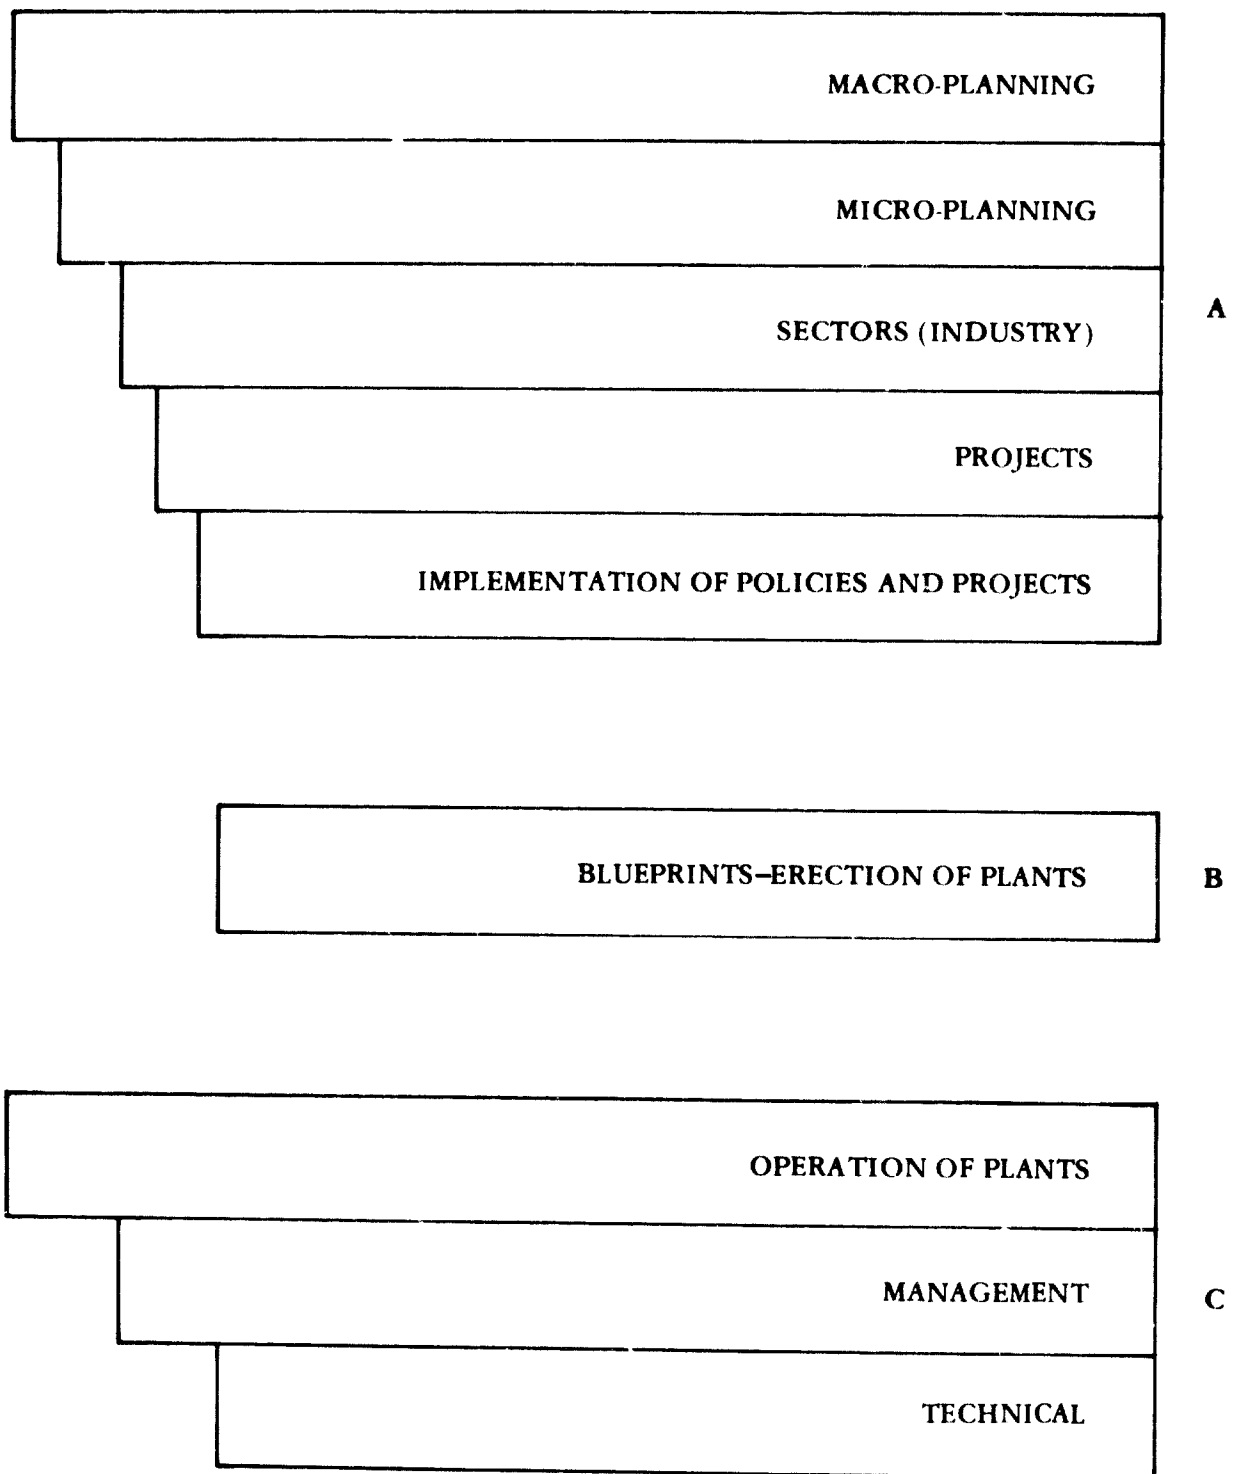 MACRO-PLANNING
MICRO-PLANNING
A
SECTORS (INDUSTRY)
PROJECTS
IMPLEMENTATION OF POLICIES AND PROJECTS
BLUEPRINTS–ERECTION OF PLANTS
B
OPERATION OF PLANTS
MANAGEMENT
C
TECHNICAL